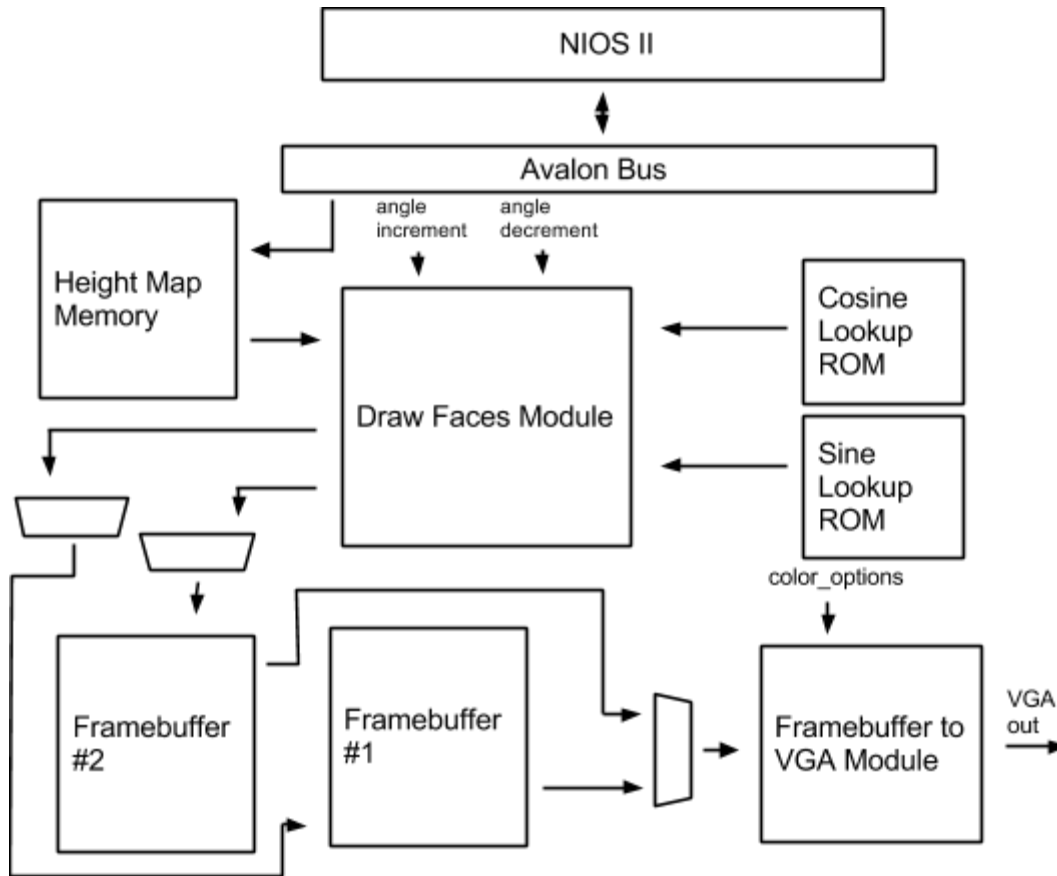 NIOS II
Avalon Bus
angle
increment
angle
decrement
Height Map
Memory
Cosine
Lookup
ROM
Draw Faces Module
Sine
Lookup
ROM
color_options
Framebuffer
#2
Framebuffer
#1
Framebuffer to
VGA Module
VGA
out